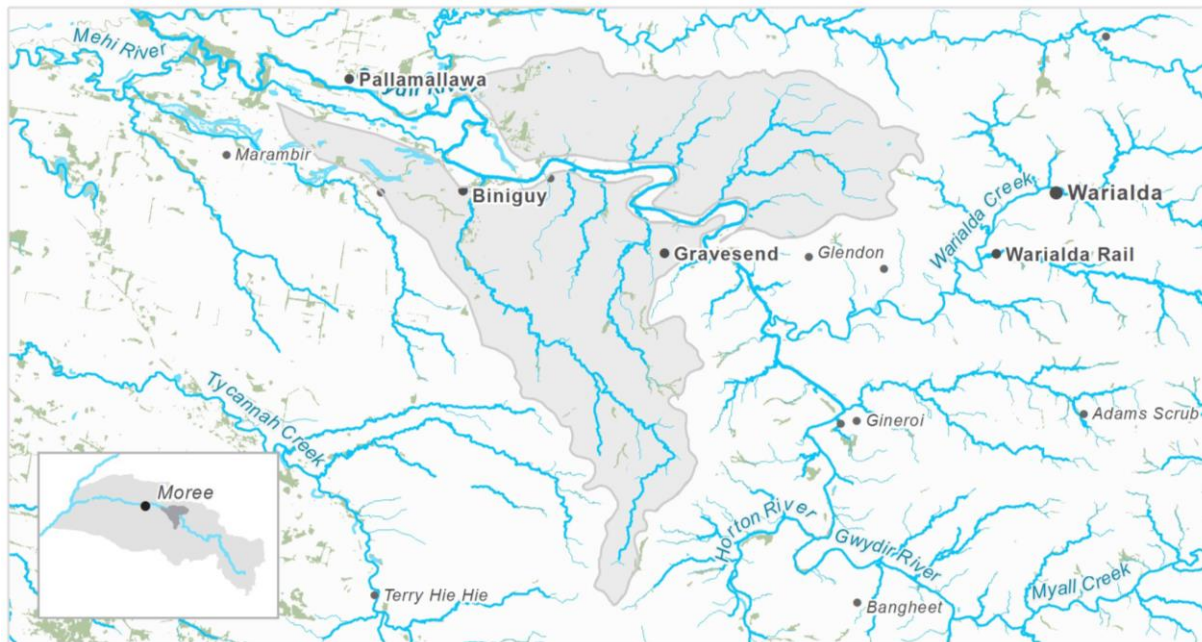 Mehi River
Pallamallawa
River
Marambir
Biniguy
Warialda
Warialda Creek
Gravesend
Glendon
Warialda Rail
Tycannah Creek
Adams Scrub
Gineroi
Moree
Horton River
Gwydir River
Myall Creek
Terry Hie Hie
Bangheet